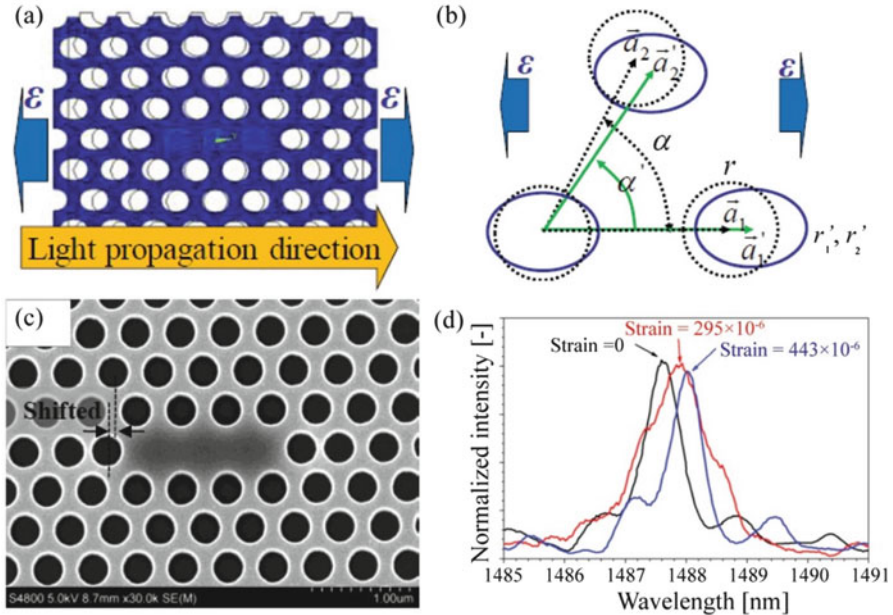 (a)
ε
ε
Light propagation direction
(b)
ε
ε
a⃗₂
a⃗₂'
α
α'
r
a⃗₁
a⃗₁'
r₁', r₂'
(c)
Shifted
S4800 5.0kV 8.7mm x30.0k SE(M)
1.00um
(d)
Strain = 295×10⁻⁶
Strain =0
Strain = 443×10⁻⁶
Normalized intensity [-]
1485 1486 1487 1488 1489 1490 1491
Wavelength [nm]